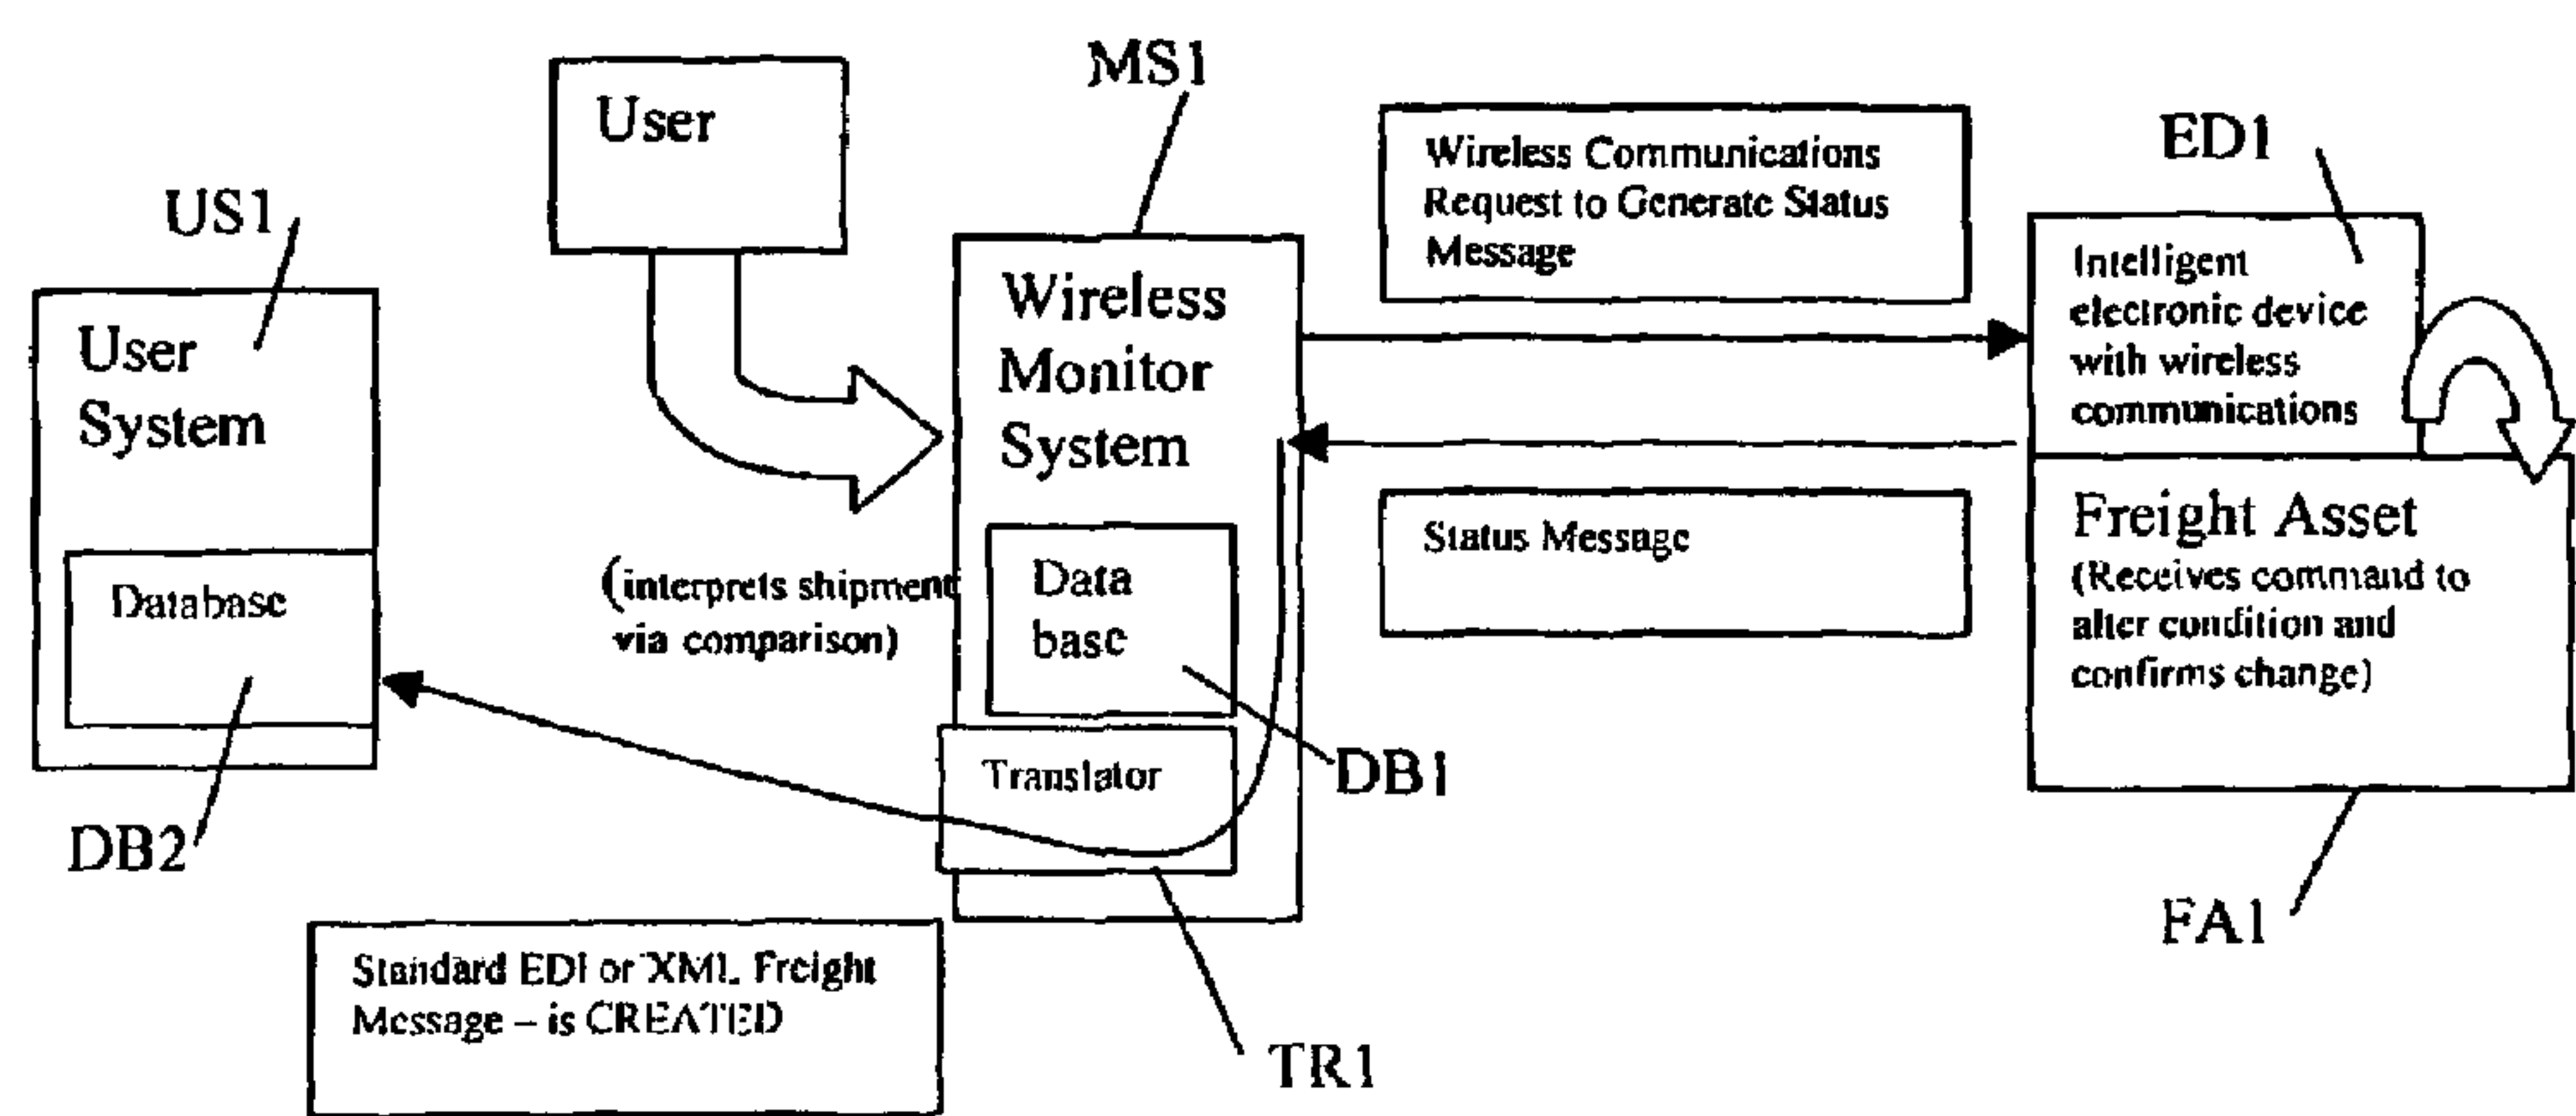 MS1
User
Wireless Communications
Request to Generate Status
Message
ED1
US1
Intelligent
electronic device
with wireless
communications
Wireless
Monitor
System
User
System
Status Message
Freight Asset
(Receives command to
alter condition and
confirms change)
(interprets shipment
via comparison)
Data
base
Database
Translator
DB1
DB2
FA1
Standard EDI or XML Freight
Message – is CREATED
TR1